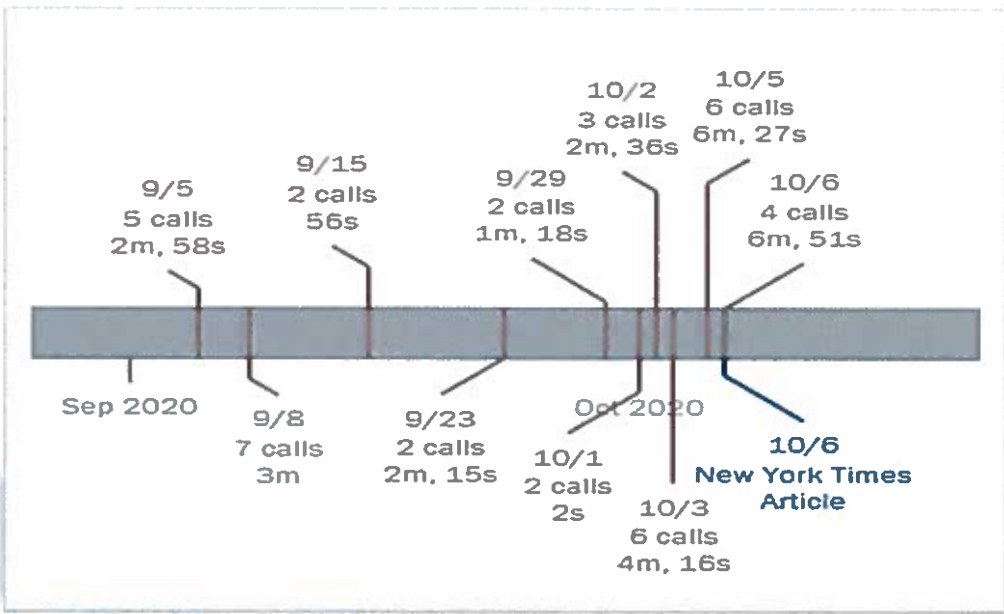 10/2
3 calls
2m, 36s
10/5
6 calls
6m, 27s
9/15
2 calls
56s
9/5
5 calls
2m, 58s
9/29
2 calls
1m, 18s
10/6
4 calls
6m, 51s
Sep 2020
9/8
7 calls
3m
9/23
2 calls
2m, 15s
Oct 2020
10/1
2 calls
2s
10/3
6 calls
4m, 16s
10/6
New York Times
Article